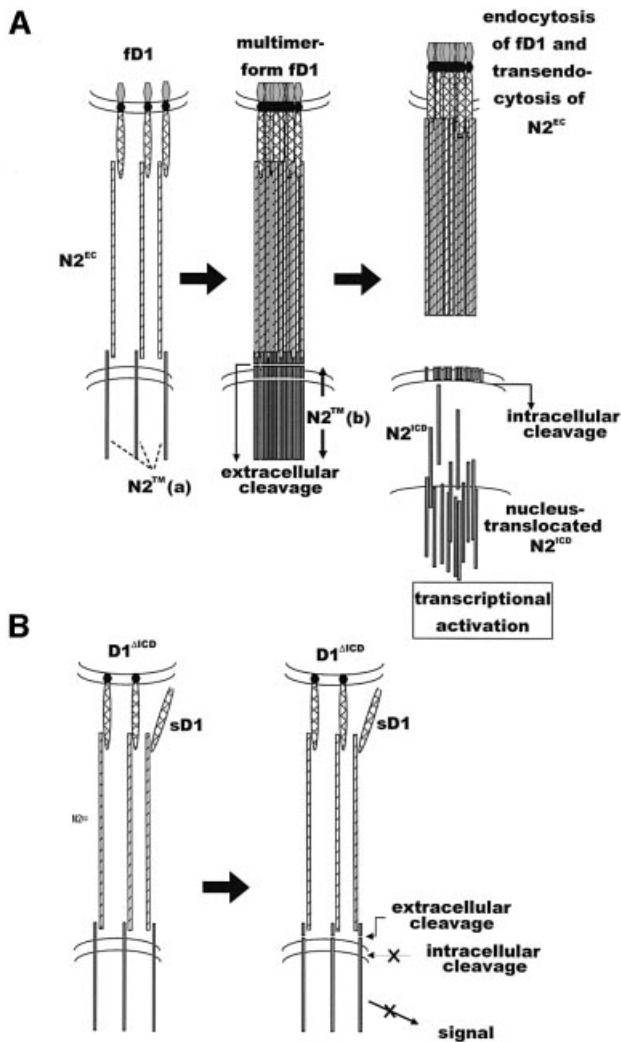 A
fD1
multimer-
form fD1
endocytosis
of fD1 and
transendo-
cytosis of
N2EC
N2EC
N2TM(b)
extracellular
cleavage
N2TM(a)
intracellular
cleavage
N2ICD
nucleus-
translocated
N2ICD
transcriptional
activation
B
D1ΔICD
D1ΔICD
sD1
sD1
extracellular
cleavage
intracellular
cleavage
signal